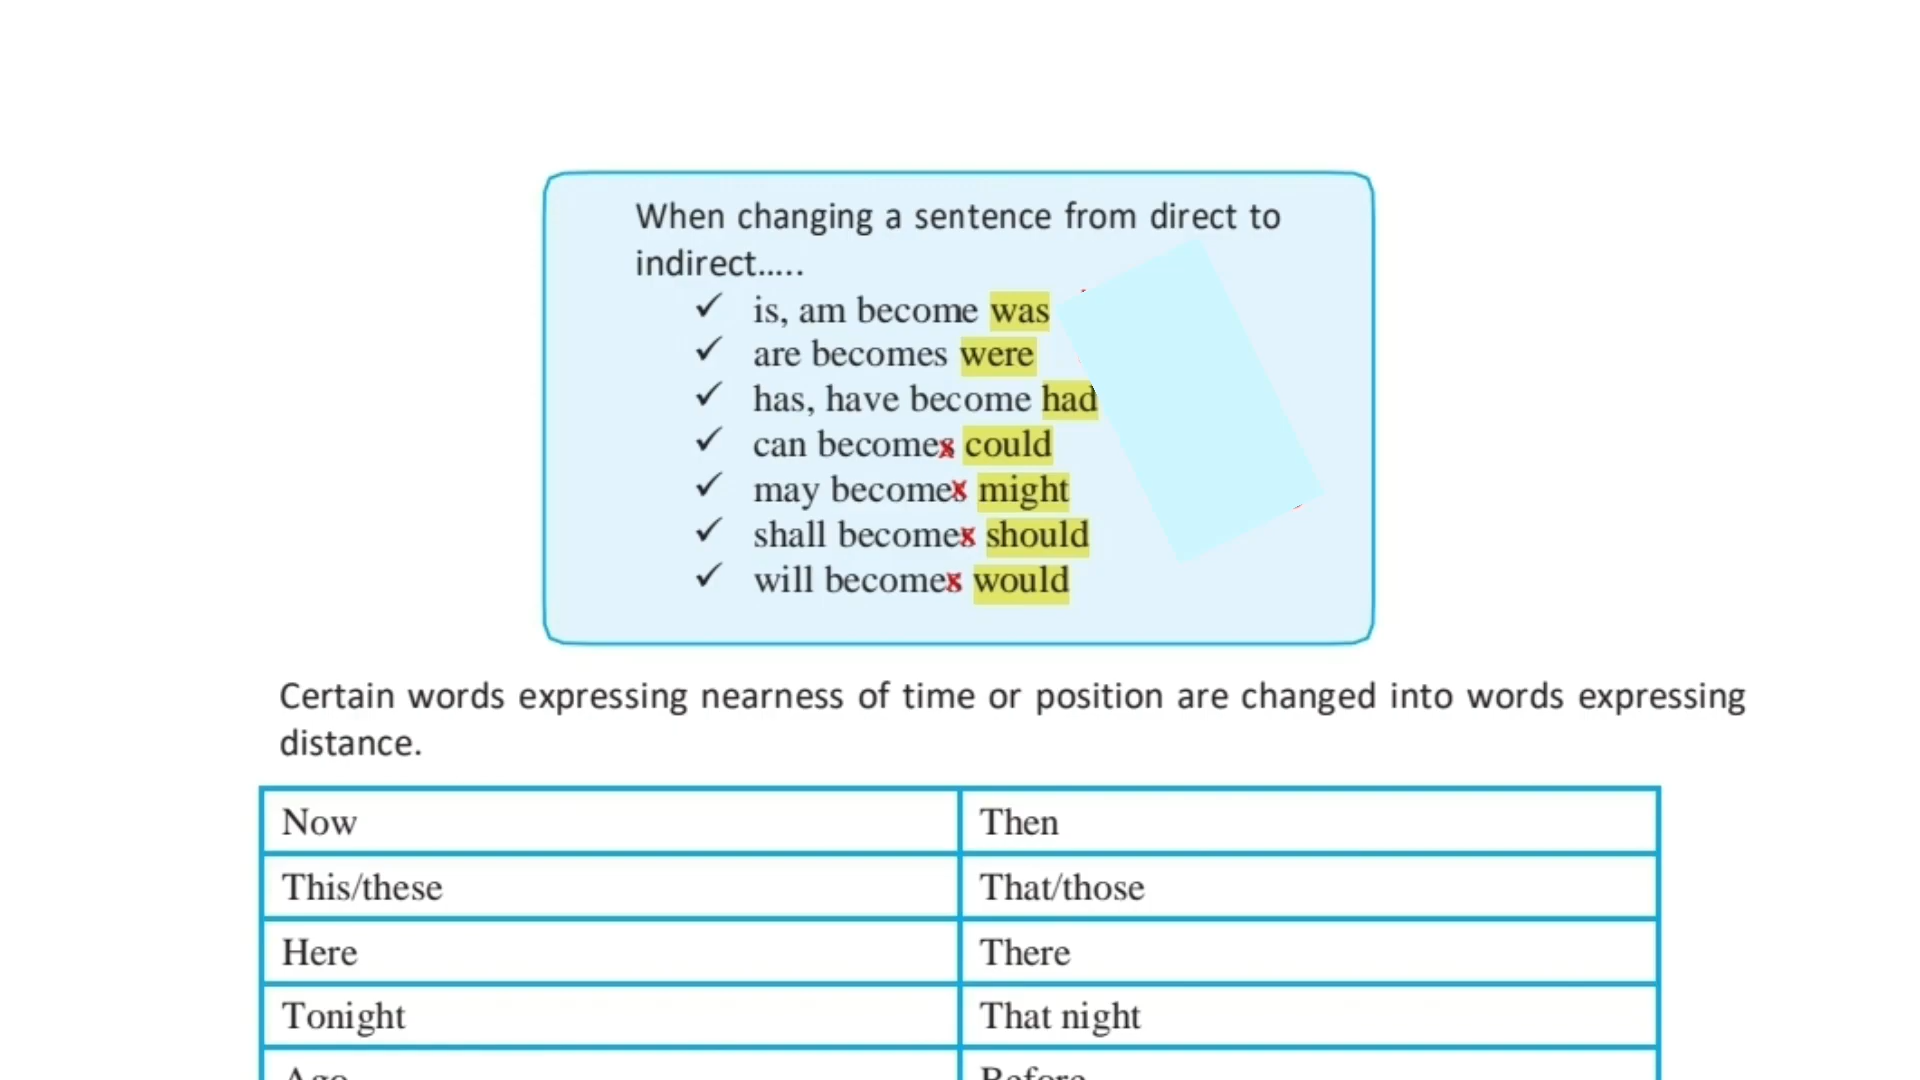 When changing a sentence from direct to
indirect.....
✓ is, am become was
✓ are becomes were
✓ has, have become had
✓ can becomes could
✓ may becomes might
✓ shall becomes should
✓ will becomes would
Certain words expressing nearness of time or position are changed into words expressing
distance.
Now Then
This/these That/those
Here There
Tonight That night
Ago Before